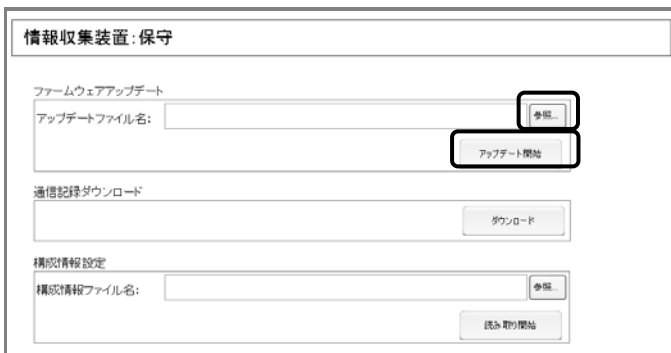 情報収集装置:保守
ファームウェアアップデート
アップデートファイル名:
参照...
アップデート開始
通信記録ダウンロード
ダウンロード
構成情報設定
構成情報ファイル名:
参照...
読み取り開始